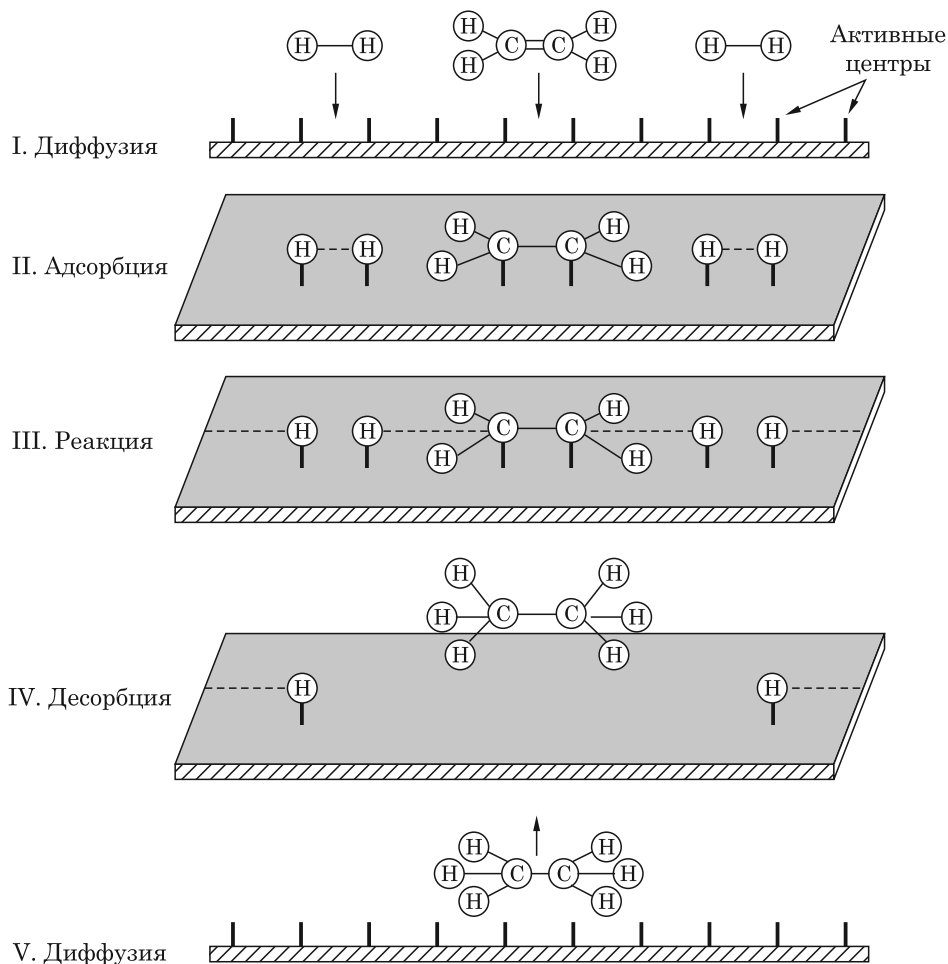 H H
H H
C C
H H
H H
Активные
центры
I. Диффузия
II. Адсорбция
H H
H C C H
H H
H H
III. Реакция
H H
H C C H
H H
H H
IV. Десорбция
H H
H C C H
H H
H H
V. Диффузия
H H
H C C H
H H